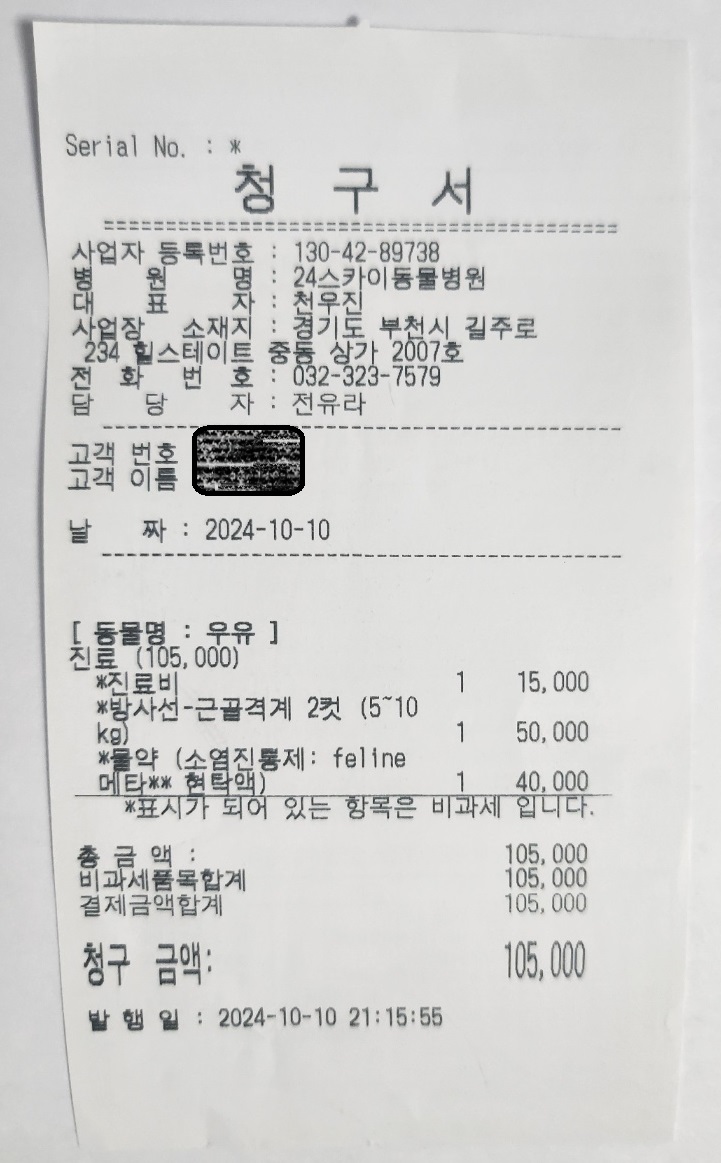 Serial No. : *
청 구 서
사업자 등록번호 : 130-42-89738
병 원 명 : 24스카이동물병원
대 표 자 : 천우진
사업장 소재지 : 경기도 부천시 길주로
234 힐스테이트 중동 상가 2007호
전 화 번 호 : 032-323-7579
담 당 자 : 전유라
고객 번호
고객 이름
날 짜 : 2024-10-10
[ 동물명 : 우유 ]
진료 (105,000)
*진료비 1 15,000
*방사선-근골격계 2컷 (5~10
kg) 1 50,000
*물약 (소염진통제: feline
메타** 현탁액) 1 40,000
*표시가 되어 있는 항목은 비과세 입니다.
총 금 액 : 105,000
비과세품목합계 105,000
결제금액합계 105,000
청구 금액: 105,000
발 행 일 : 2024-10-10 21:15:55